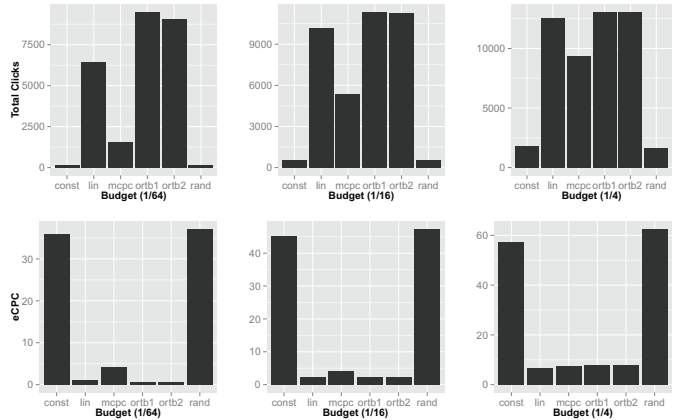 Total Clicks
7500
5000
2500
0
const lin mcpc ortb1 ortb2 rand
Budget (1/64)
9000
6000
3000
0
const lin mcpc ortb1 ortb2 rand
Budget (1/16)
10000
5000
0
const lin mcpc ortb1 ortb2 rand
Budget (1/4)
eCPC
30
20
10
0
const lin mcpc ortb1 ortb2 rand
Budget (1/64)
40
30
20
10
0
const lin mcpc ortb1 ortb2 rand
Budget (1/16)
60
40
20
0
const lin mcpc ortb1 ortb2 rand
Budget (1/4)